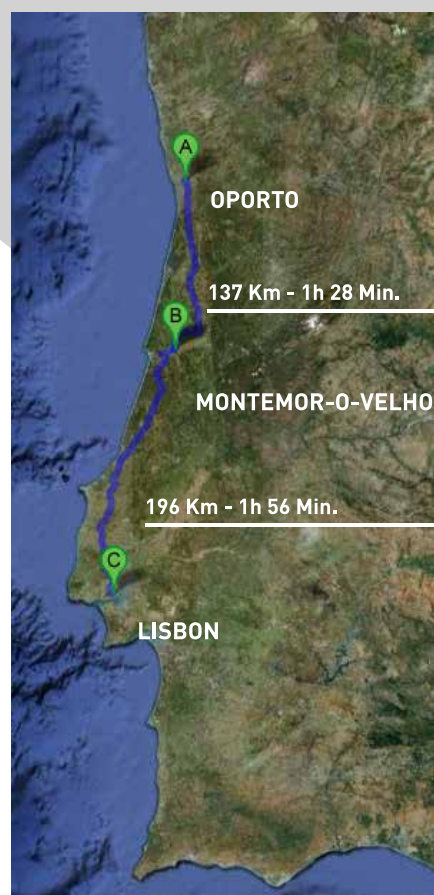 A
OPORTO
137 Km - 1h 28 Min.
B
MONTEMOR-O-VELHO
196 Km - 1h 56 Min.
C
LISBON